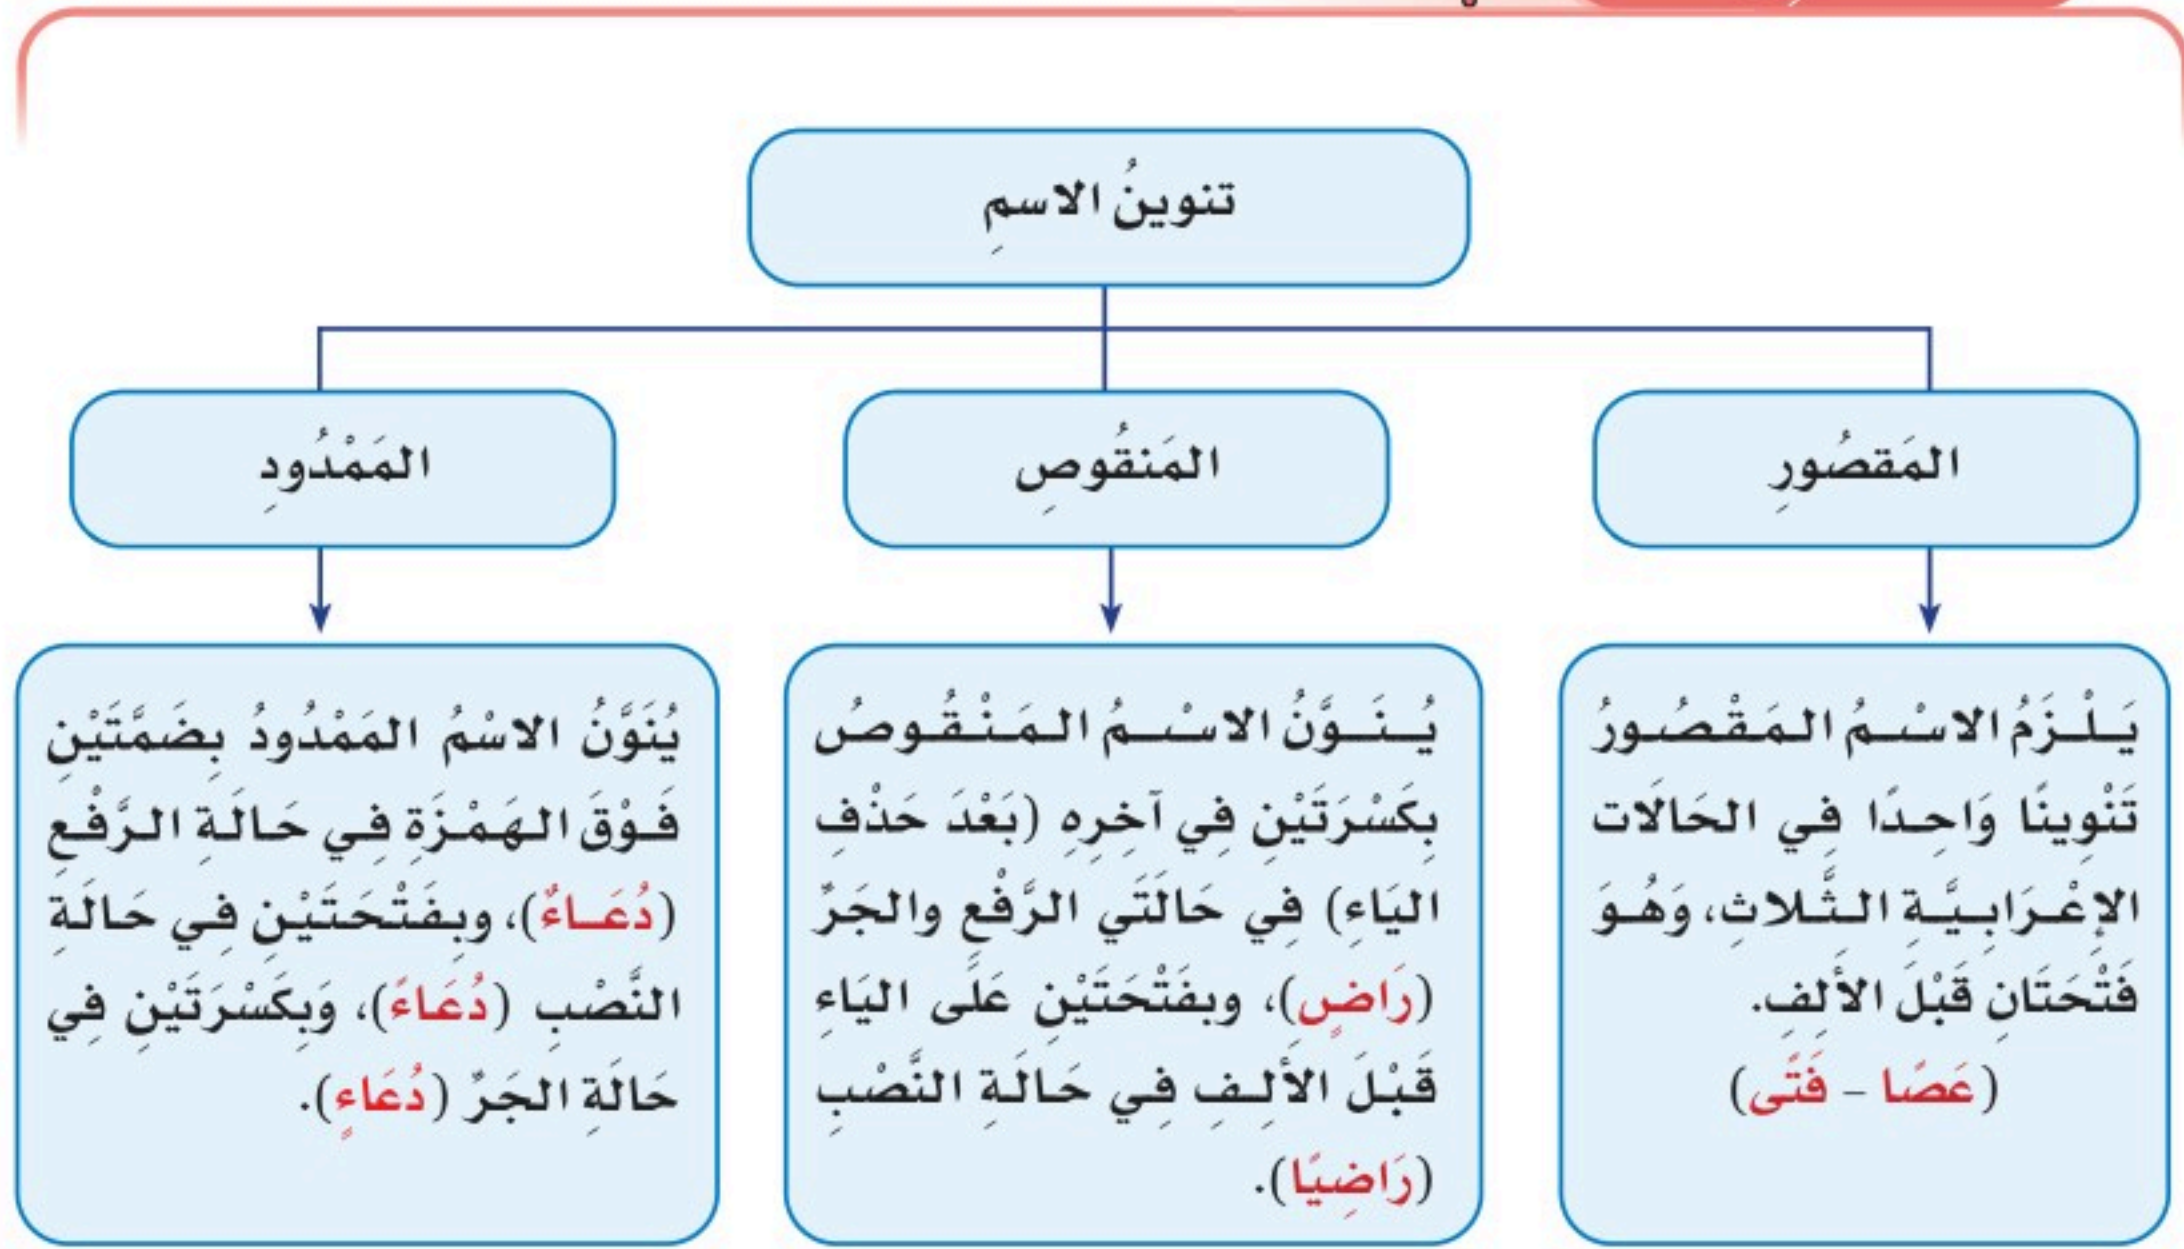 تنوينُ الاسمِ
المَقصُورِ
المَنقُوصِ
المَمْدُودِ
يَلْزَمُ الاسْمُ المَقْصُورُ
تَنْوِينًا وَاحِدًا فِي الحَالَات
الإعْرَابِيَّةِ الثَّلاثِ، وَهُوَ
فَتْحَتَانِ قَبْلَ الأَلِفِ.
(عَصًا – فَتًى)
يُنَوَّنُ الاسْمُ المَنْقُوصُ
بِكَسْرَتَيْنِ فِي آخِرِهِ (بَعْدَ حَذْفِ
اليَاءِ) فِي حَالَتَي الرَّفْعِ والجَرِّ
(رَاضٍ)، وبِفَتْحَتَيْنِ عَلَى اليَاءِ
قَبْلَ الأَلِفِ فِي حَالَةِ النَّصْبِ
(رَاضِيًا).
يُنَوَّنُ الاسْمُ المَمْدُودُ بِضَمَّتَيْنِ
فَوْقَ الهَمْزَةِ فِي حَالَةِ الرَّفْعِ
(دُعَاءٌ)، وبِفَتْحَتَيْنِ فِي حَالَةِ
النَّصْبِ (دُعَاءً)، وَبِكَسْرَتَيْنِ فِي
حَالَةِ الجَرِّ (دُعَاءٍ).